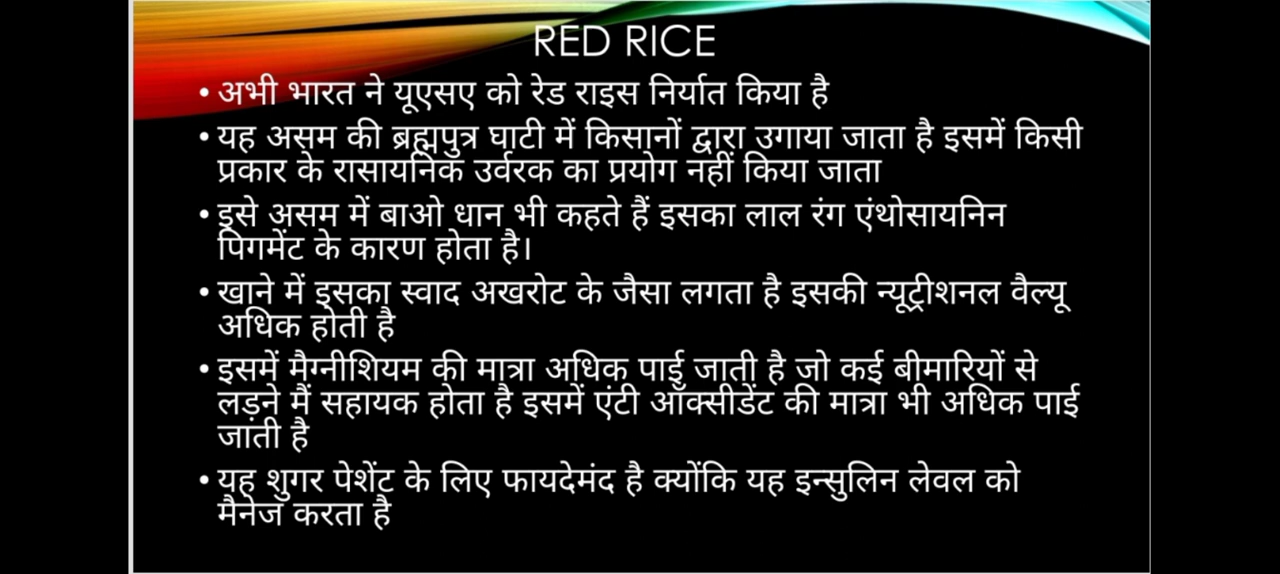 RED RICE
• अभी भारत ने यूएसए को रेड राइस निर्यात किया है
• यह असम की ब्रह्मपुत्र घाटी में किसानों द्वारा उगाया जाता है इसमें किसी
प्रकार के रासायनिक उर्वरक का प्रयोग नहीं किया जाता
• इसे असम में बाओ धान भी कहते हैं इसका लाल रंग एंथोसायनिन
पिगमेंट के कारण होता है।
• खाने में इसका स्वाद अखरोट के जैसा लगता है इसकी न्यूट्रीशनल वैल्यू
अधिक होती है
• इसमें मैग्नीशियम की मात्रा अधिक पाई जाती है जो कई बीमारियों से
लड़ने मैं सहायक होता है इसमें एंटी ऑक्सीडेंट की मात्रा भी अधिक पाई
जाती है
• यह शुगर पेशेंट के लिए फायदेमंद है क्योंकि यह इन्सुलिन लेवल को
मैनेज करता है